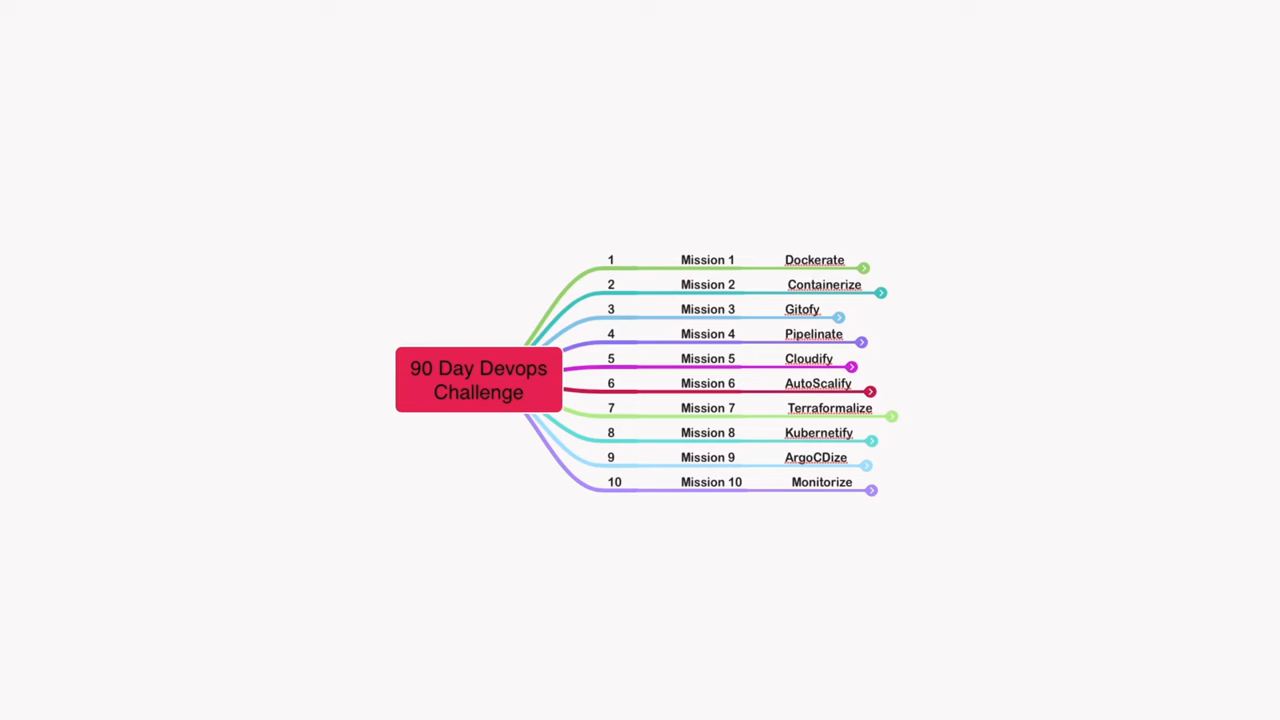 90 Day Devops
Challenge
1 Mission 1 Dockerate
2 Mission 2 Containerize
3 Mission 3 Gitofy
4 Mission 4 Pipelinate
5 Mission 5 Cloudify
6 Mission 6 AutoScalify
7 Mission 7 Terraformalize
8 Mission 8 Kubernetify
9 Mission 9 ArgoCDize
10 Mission 10 Monitorize